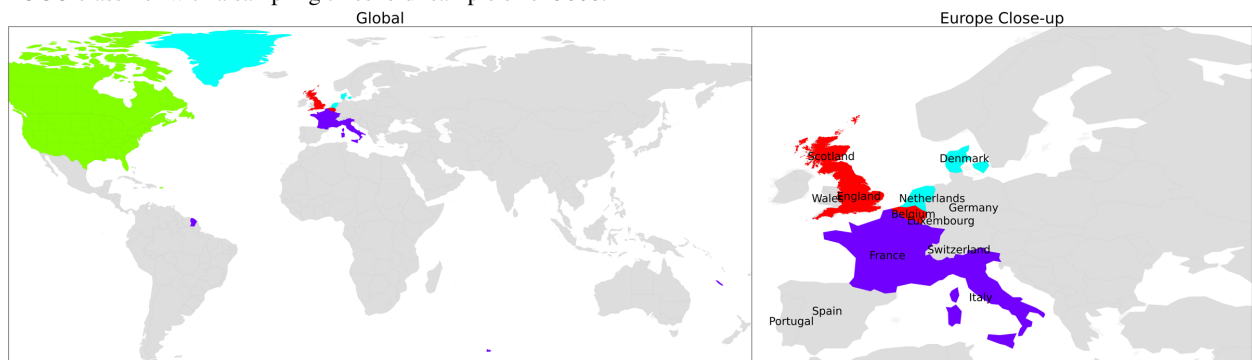 Global
Europe Close-up
Scotland
Denmark
Wales
England
Netherlands
Germany
Belgium
Luxembourg
Switzerland
France
Italy
Spain
Portugal